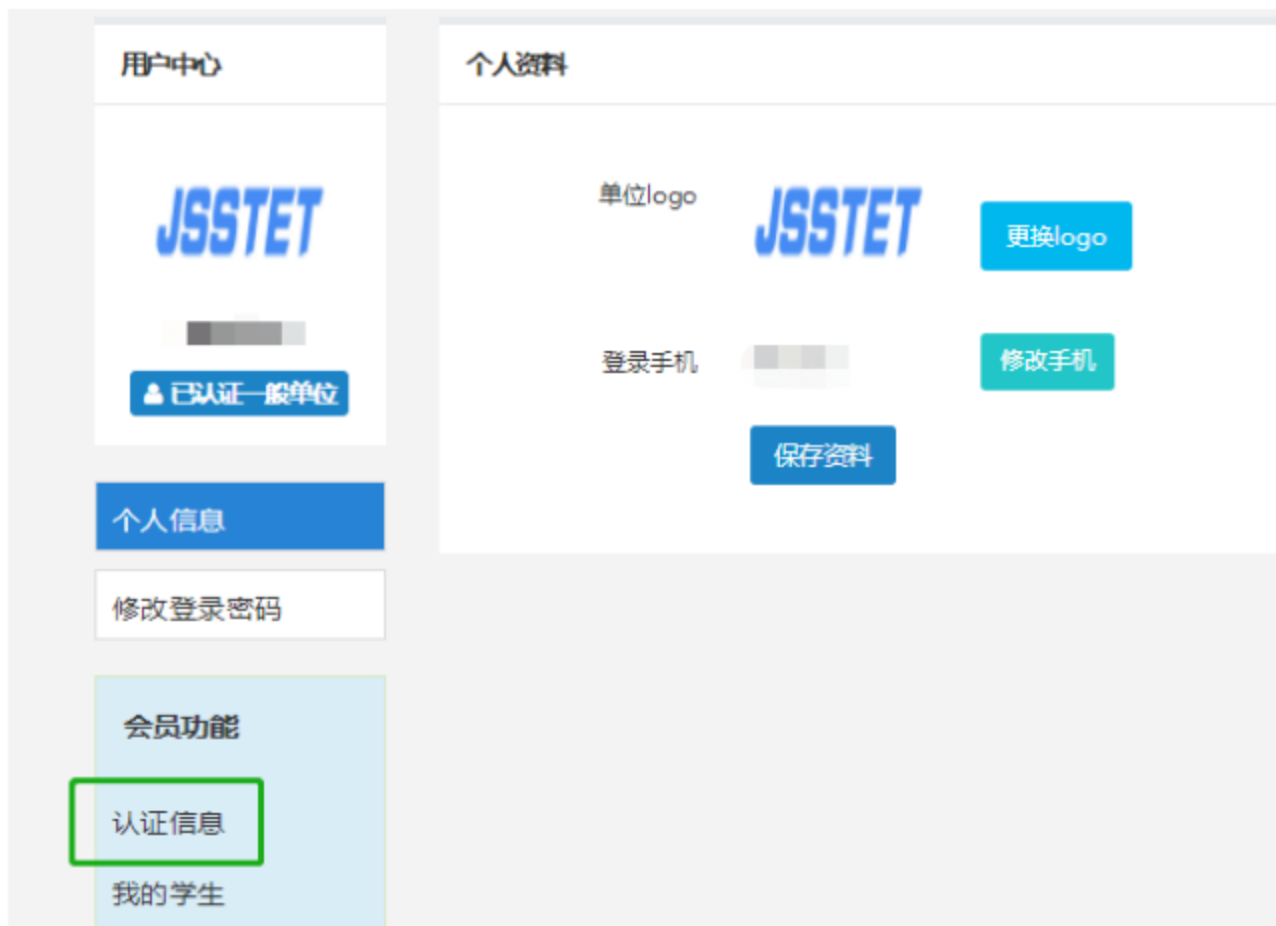 用户中心
JSSTET
已认证一般单位
个人信息
修改登录密码
会员功能
认证信息
我的学生
个人资料
单位logo
JSSTET
更换logo
登录手机
修改手机
保存资料